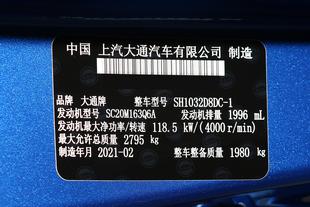 中国 上汽大通汽车有限公司 制造
品牌 大通牌 整车型号 SH1032D8DC-1
发动机型号 SC20M163Q6A 发动机排量 1996 mL
发动机最大净功率/转速 118.5 kW/(4000r/min)
最大允许总质量 2795 kg
制造年月 2021-02 整车整备质量 1980 kg